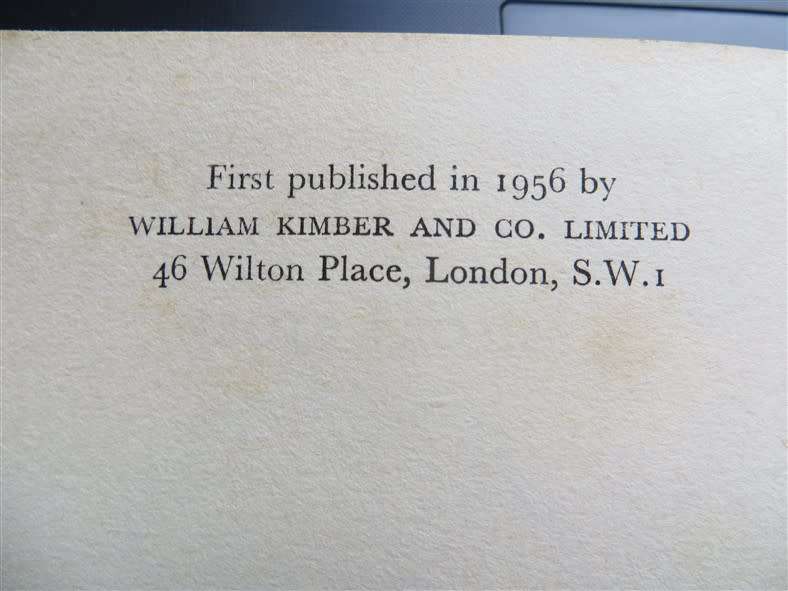 First published in 1956 by
WILLIAM KIMBER AND CO. LIMITED
46 Wilton Place, London, S.W.1